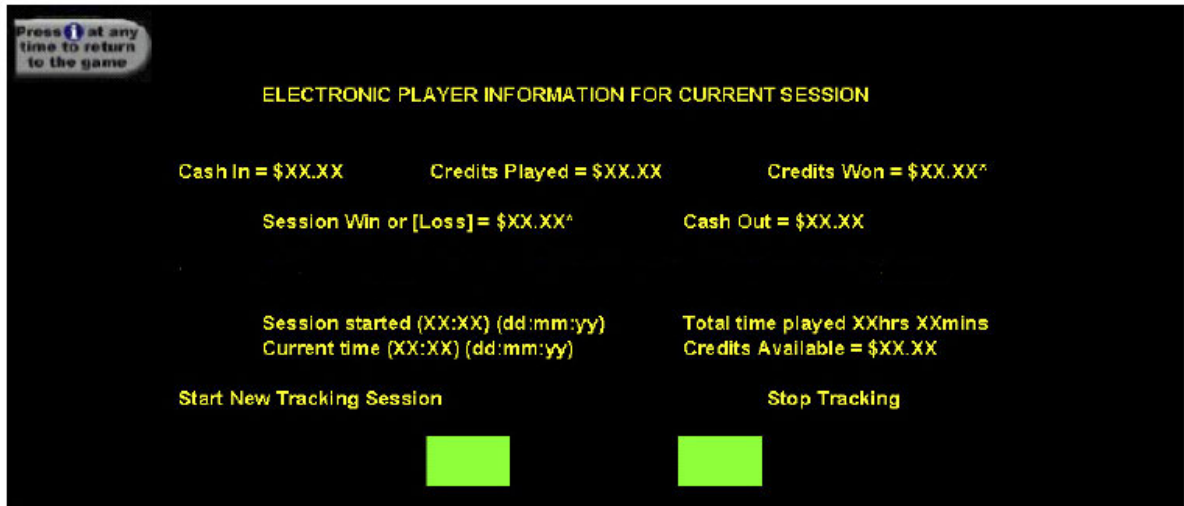 Press i at any
time to return
to the game
ELECTRONIC PLAYER INFORMATION FOR CURRENT SESSION
Cash In = $XX.XX Credits Played = $XX.XX Credits Won = $XX.XX^
Session Win or [Loss] = $XX.XX^ Cash Out = $XX.XX
Session started (XX:XX) (dd:mm:yy) Total time played XXhrs XXmins
Current time (XX:XX) (dd:mm:yy) Credits Available = $XX.XX
Start New Tracking Session Stop Tracking